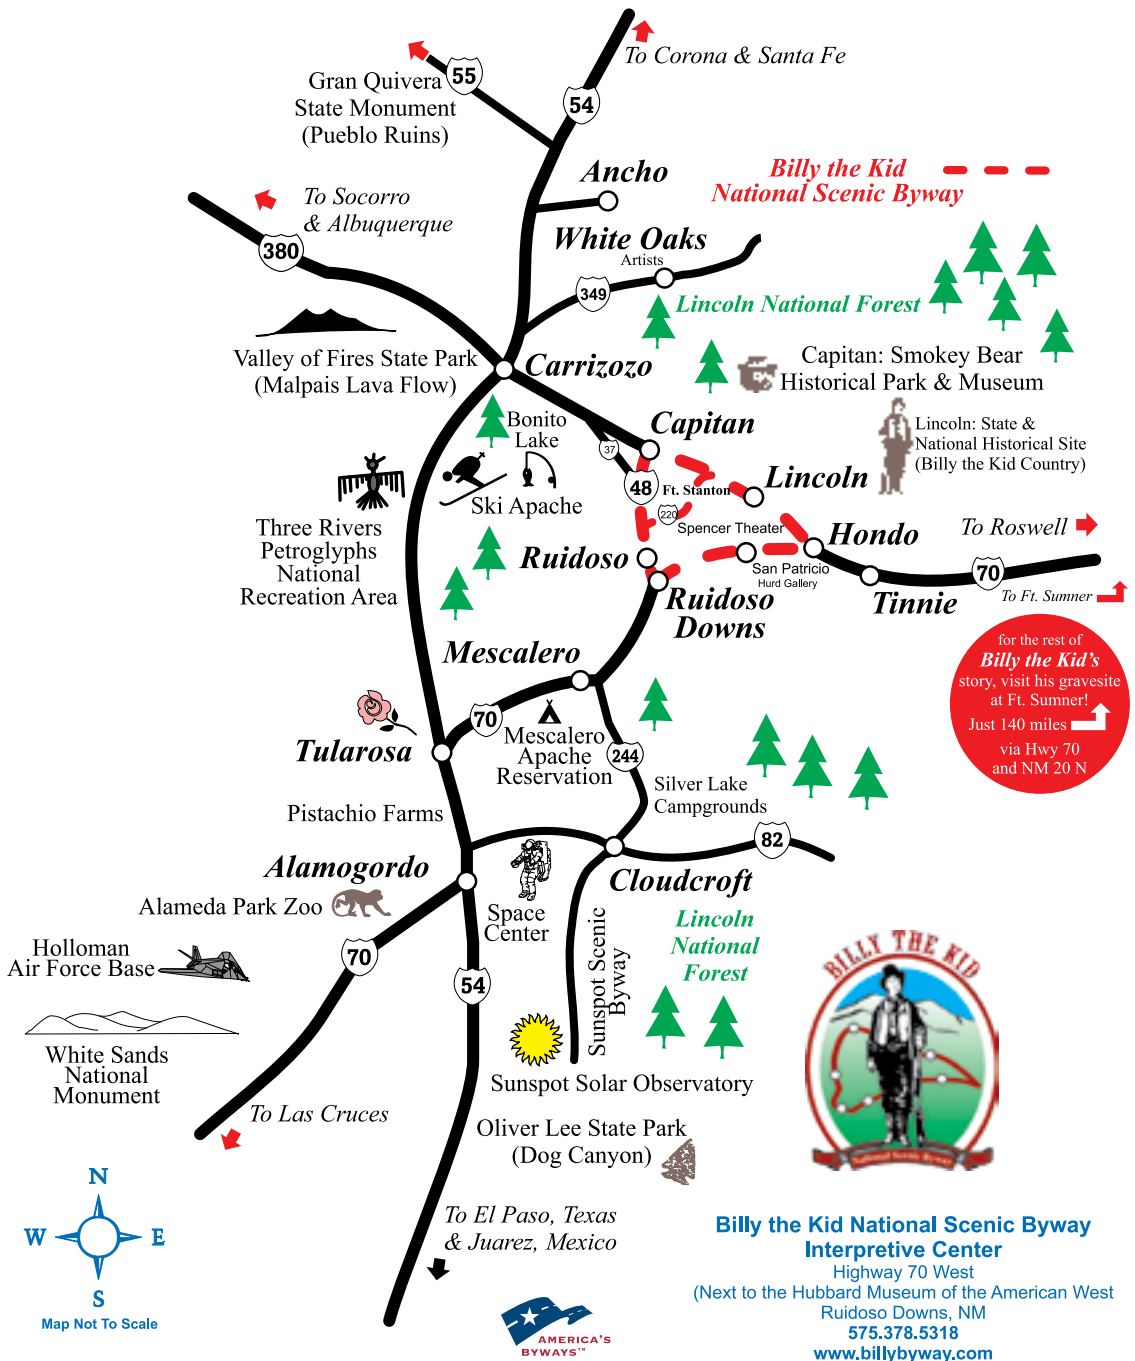 To Corona & Santa Fe
55
Gran Quivera
State Monument
(Pueblo Ruins)
54
Ancho
Billy the Kid
National Scenic Byway
To Socorro
& Albuquerque
380
White Oaks
Artists
349
Lincoln National Forest
Valley of Fires State Park
(Malpais Lava Flow)
Carrizozo
Capitan: Smokey Bear
Historical Park & Museum
Bonito
Lake
Capitan
Lincoln: State &
National Historical Site
(Billy the Kid Country)
37
48
Ft. Stanton
Lincoln
Ski Apache
220
Spencer Theater
Three Rivers
Petroglyphs
National
Recreation Area
Ruidoso
Hondo
To Roswell
San Patricio
Hurd Gallery
70
Tinnie
To Ft. Sumner
Ruidoso
Downs
for the rest of
Billy the Kid's
story, visit his gravesite
at Ft. Sumner!
Just 140 miles
via Hwy 70
and NM 20 N
Mescalero
70
Mescalero
Apache
Reservation
Tularosa
244
Silver Lake
Campgrounds
Pistachio Farms
82
Alamogordo
Cloudcroft
Alameda Park Zoo
Space
Center
Lincoln
National
Forest
Holloman
Air Force Base
70
54
Sunspot Scenic
Byway
White Sands
National
Monument
Sunspot Solar Observatory
To Las Cruces
Oliver Lee State Park
(Dog Canyon)
BILLY THE KID
National Scenic Byway
To El Paso, Texas
& Juarez, Mexico
N
W E
S
Map Not To Scale
AMERICA'S
BYWAYS™
Billy the Kid National Scenic Byway
Interpretive Center
Highway 70 West
(Next to the Hubbard Museum of the American West
Ruidoso Downs, NM
575.378.5318
www.billybyway.com